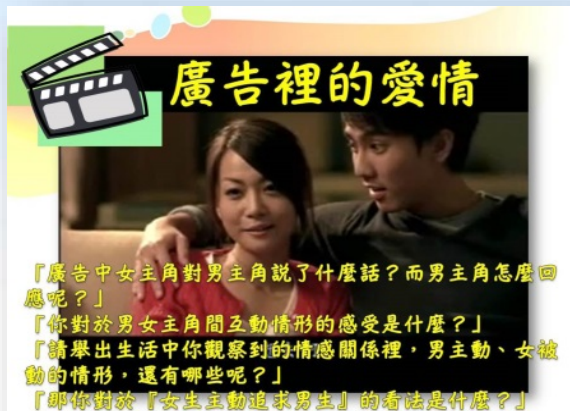 廣告裡的愛情
「廣告中女主角對男主角說了什麼話？而男主角怎麼回
應呢？」
「你對於男女主角間互動情形的感受是什麼？」
「請舉出生活中你觀察到的情感關係裡，男主動、女被
動的情形，還有哪些呢？」
「那你對於『女生主動追求男生』的看法是什麼？」